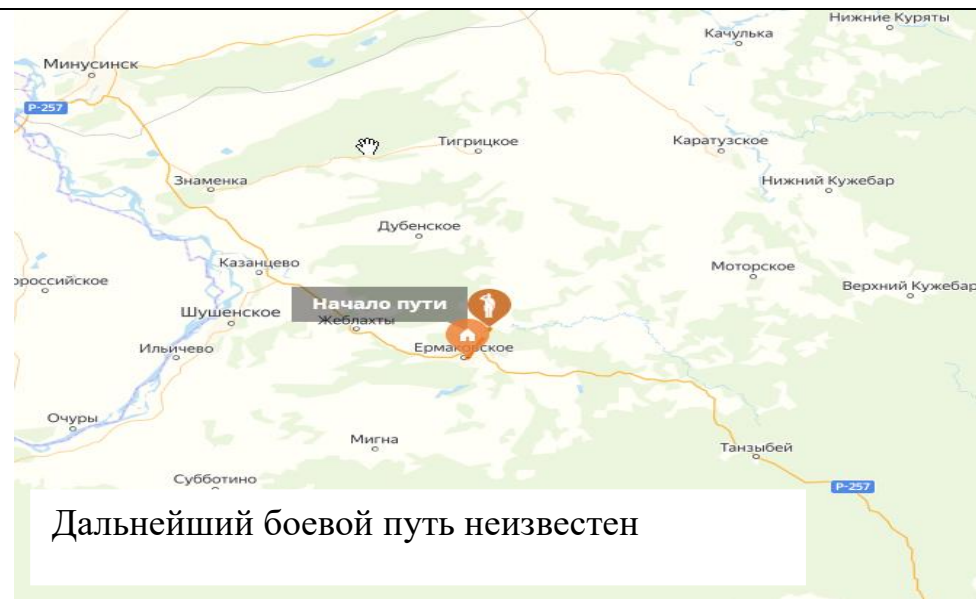 Нижние Куряты
Качулька
Минусинск
Р-257
Тигрицкое
Каратузское
Знаменка
Нижний Кужебар
Дубенское
Казанцево
Моторское
ороссийское
Верхний Кужебар
Начало пути
Шушенское
Жеблахты
Ильичево
Ермаковское
Очуры
Мигна
Танзыбей
Субботино
Р-257
Дальнейший боевой путь неизвестен